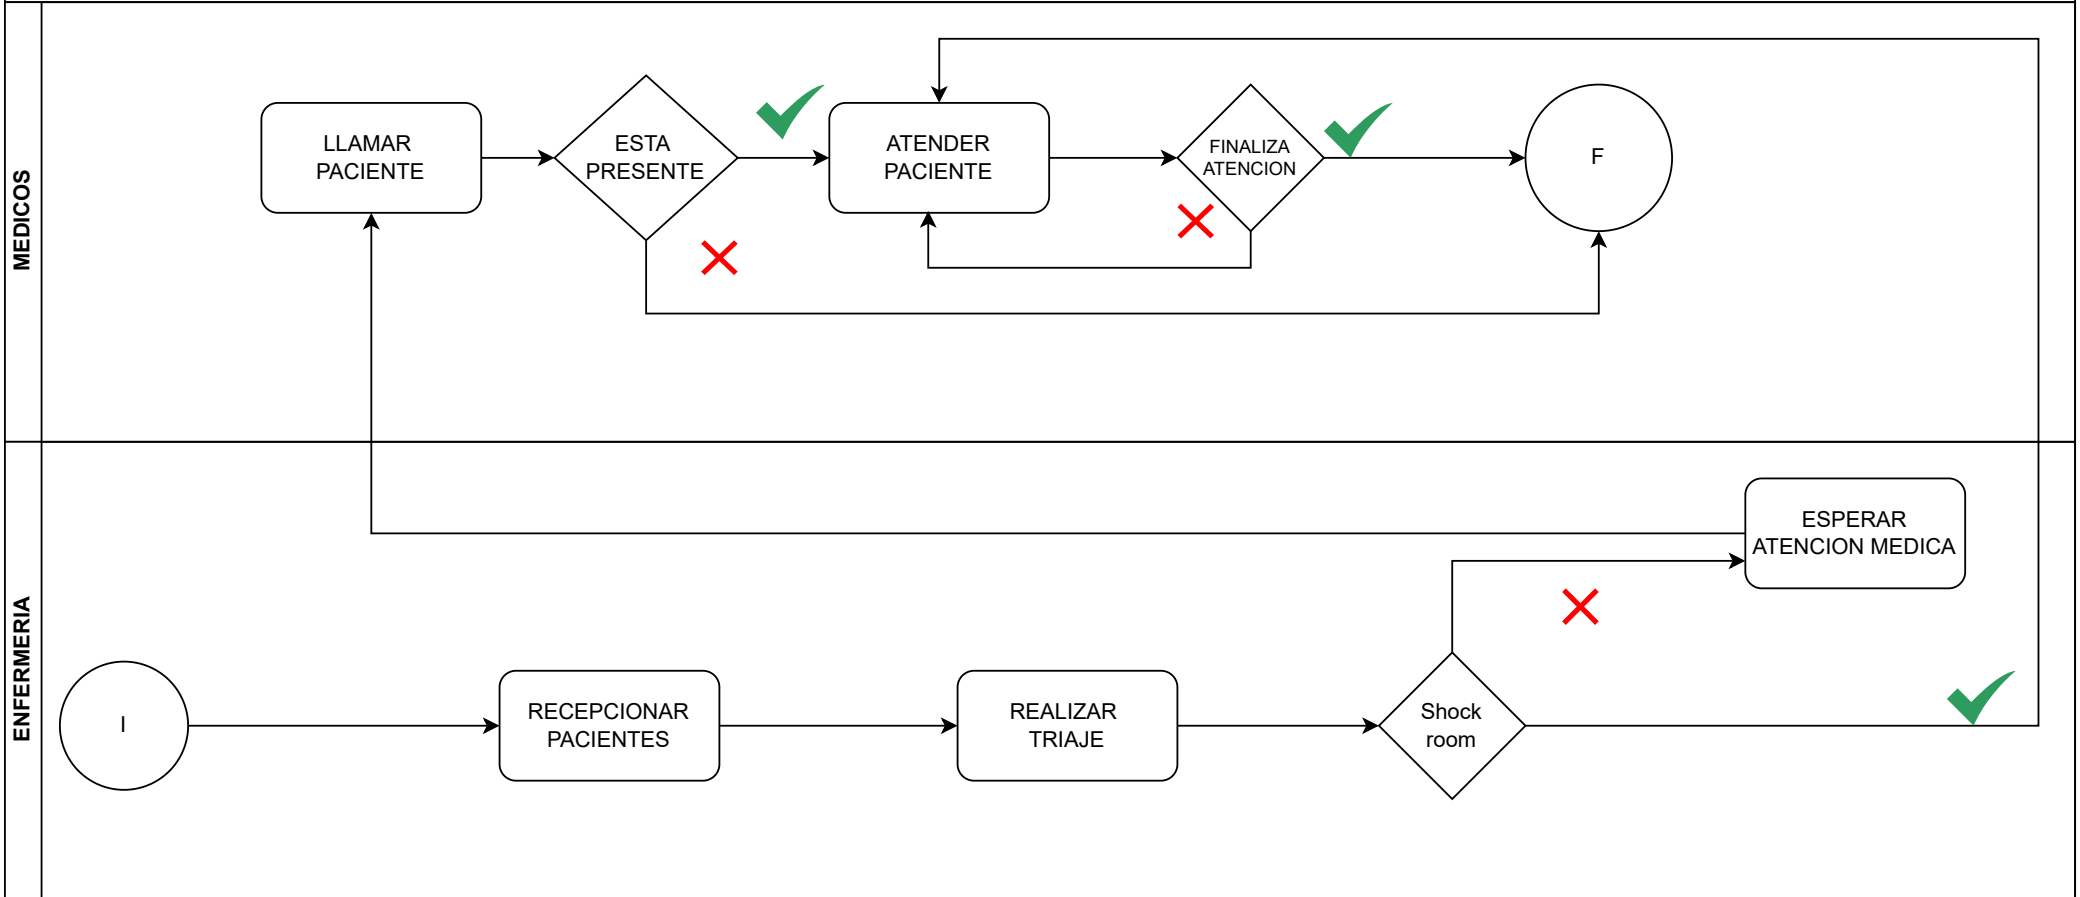 MEDICOS
LLAMAR
PACIENTE
ESTA
PRESENTE
ATENDER
PACIENTE
FINALIZA
ATENCION
F
ENFERMERIA
ESPERAR
ATENCION MEDICA
I
RECEPCIONAR
PACIENTES
REALIZAR
TRIAJE
Shock
room